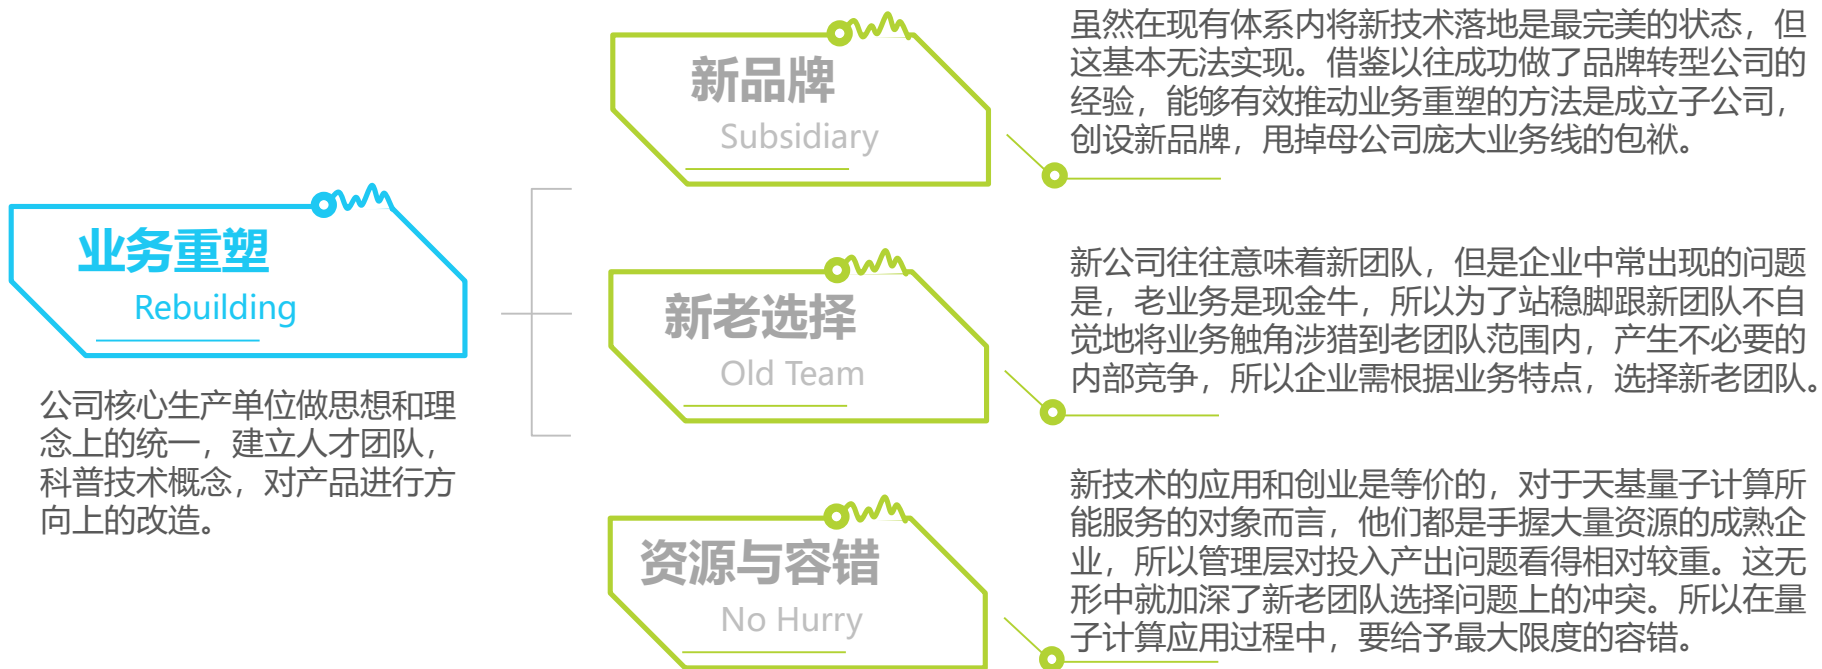 业务重塑
Rebuilding
公司核心生产单位做思想和理
念上的统一，建立人才团队，
科普技术概念，对产品进行方
向上的改造。
新品牌
Subsidiary
虽然在现有体系内将新技术落地是最完美的状态，但
这基本无法实现。借鉴以往成功做了品牌转型公司的
经验，能够有效推动业务重塑的方法是成立子公司，
创设新品牌，甩掉母公司庞大业务线的包袱。
新老选择
Old Team
新公司往往意味着新团队，但是企业中常出现的问题
是，老业务是现金牛，所以为了站稳脚跟新团队不自
觉地将业务触角涉猎到老团队范围内，产生不必要的
内部竞争，所以企业需根据业务特点，选择新老团队。
资源与容错
No Hurry
新技术的应用和创业是等价的，对于天基量子计算所
能服务的对象而言，他们都是手握大量资源的成熟企
业，所以管理层对投入产出问题看得相对较重。这无
形中就加深了新老团队选择问题上的冲突。所以在量
子计算应用过程中，要给予最大限度的容错。